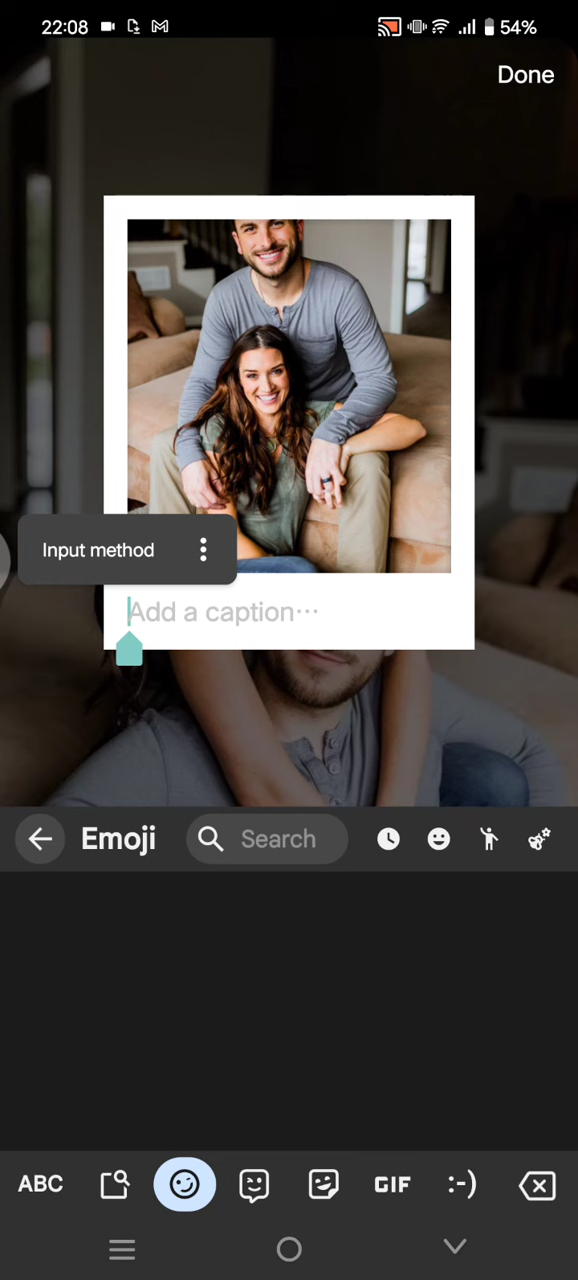 22:08 54%
Done
Input method
Add a caption…
Emoji Search
ABC GIF :-)